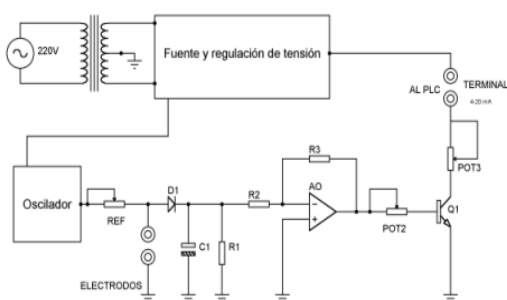 220V
Fuente y regulación de tensión
AL PLC
TERMINAL
4-20 mA
POT3
Oscilador
REF
D1
R2
R3
AO
-
+
C1
R1
POT2
Q1
ELECTRODOS